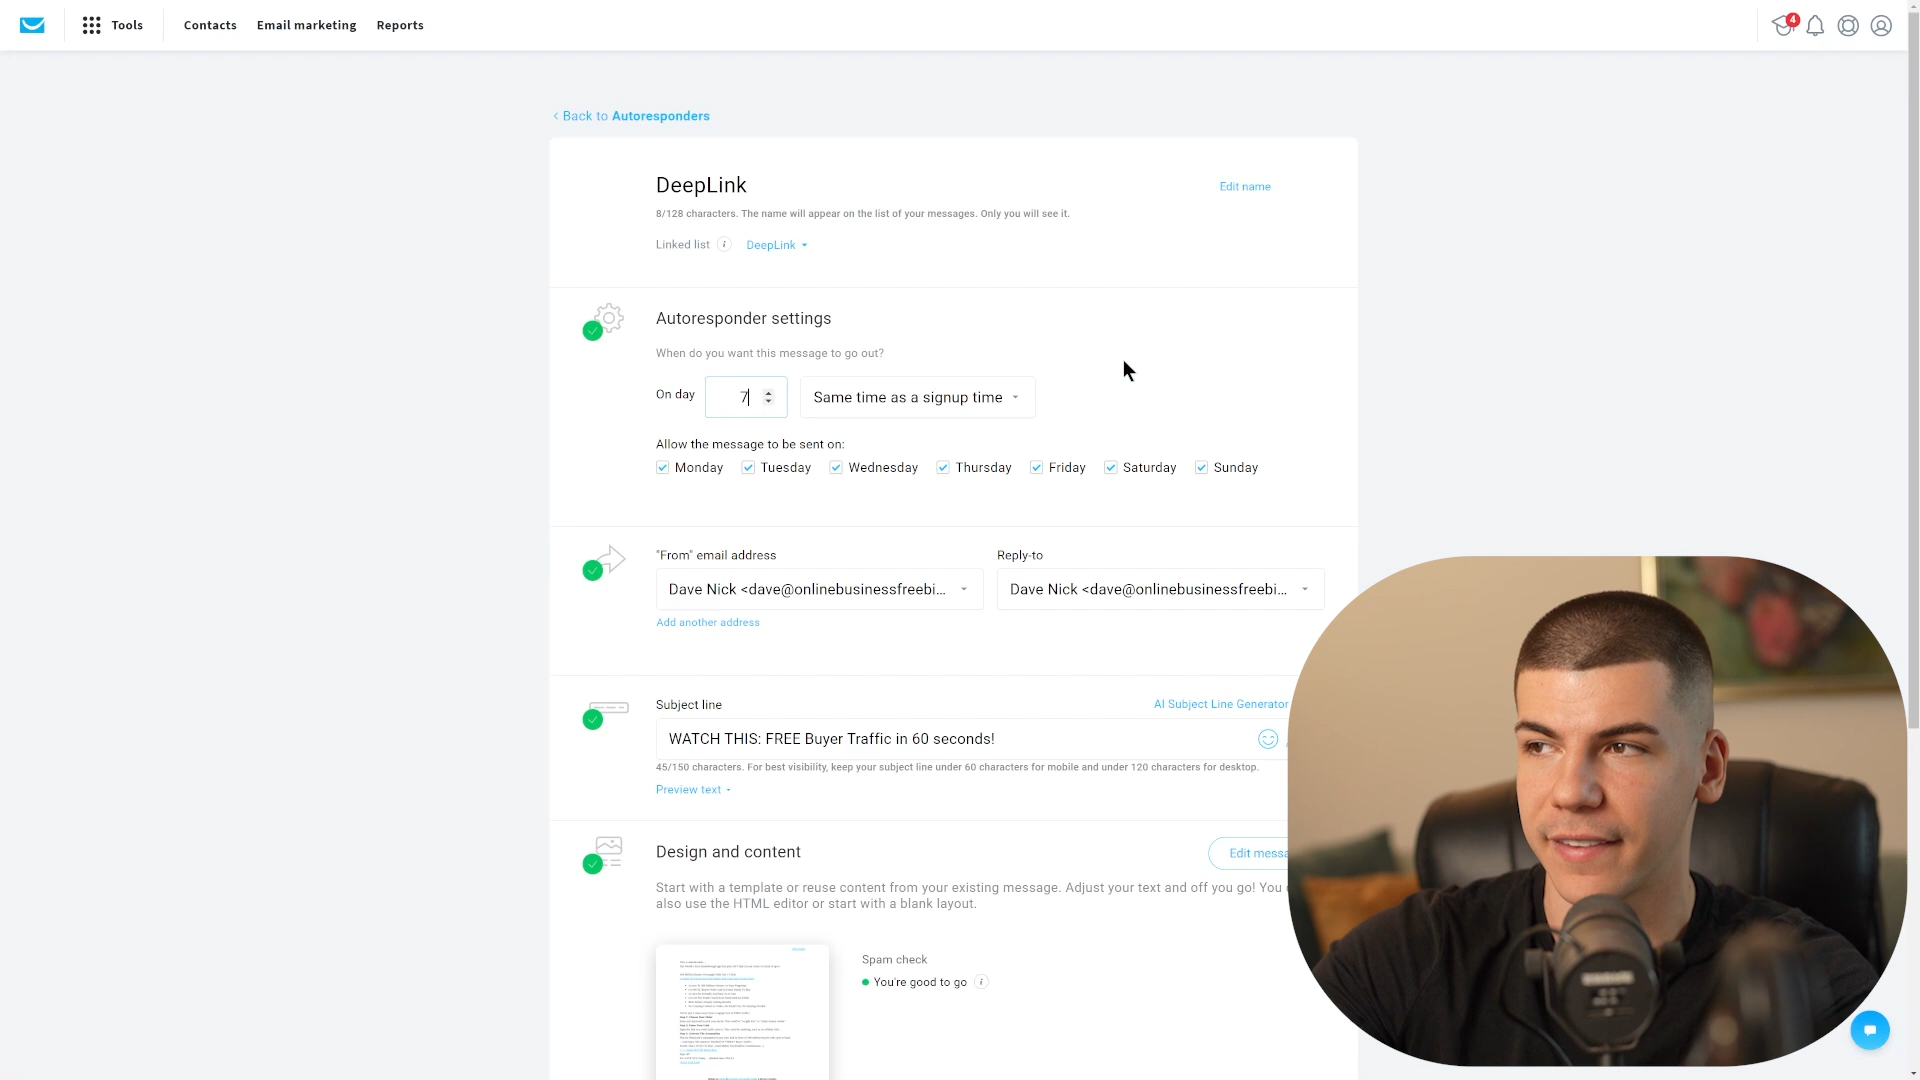 Tools
Contacts
Email marketing
Reports
4
Back to Autoresponders
DeepLink
Edit name
8/128 characters. The name will appear on the list of your messages. Only you will see it.
Linked list i DeepLink
Autoresponder settings
When do you want this message to go out?
On day 7 Same time as a signup time
Allow the message to be sent on:
Monday Tuesday Wednesday Thursday Friday Saturday Sunday
"From" email address
Reply-to
Dave Nick <dave@onlinebusinessfreebi...
Dave Nick <dave@onlinebusinessfreebi...
Add another address
Subject line
AI Subject Line Generator
WATCH THIS: FREE Buyer Traffic in 60 seconds!
45/150 characters. For best visibility, keep your subject line under 60 characters for mobile and under 120 characters for desktop.
Preview text
Design and content
Edit messa
Start with a template or reuse content from your existing message. Adjust your text and off you go! You
also use the HTML editor or start with a blank layout.
Spam check
You're good to go i